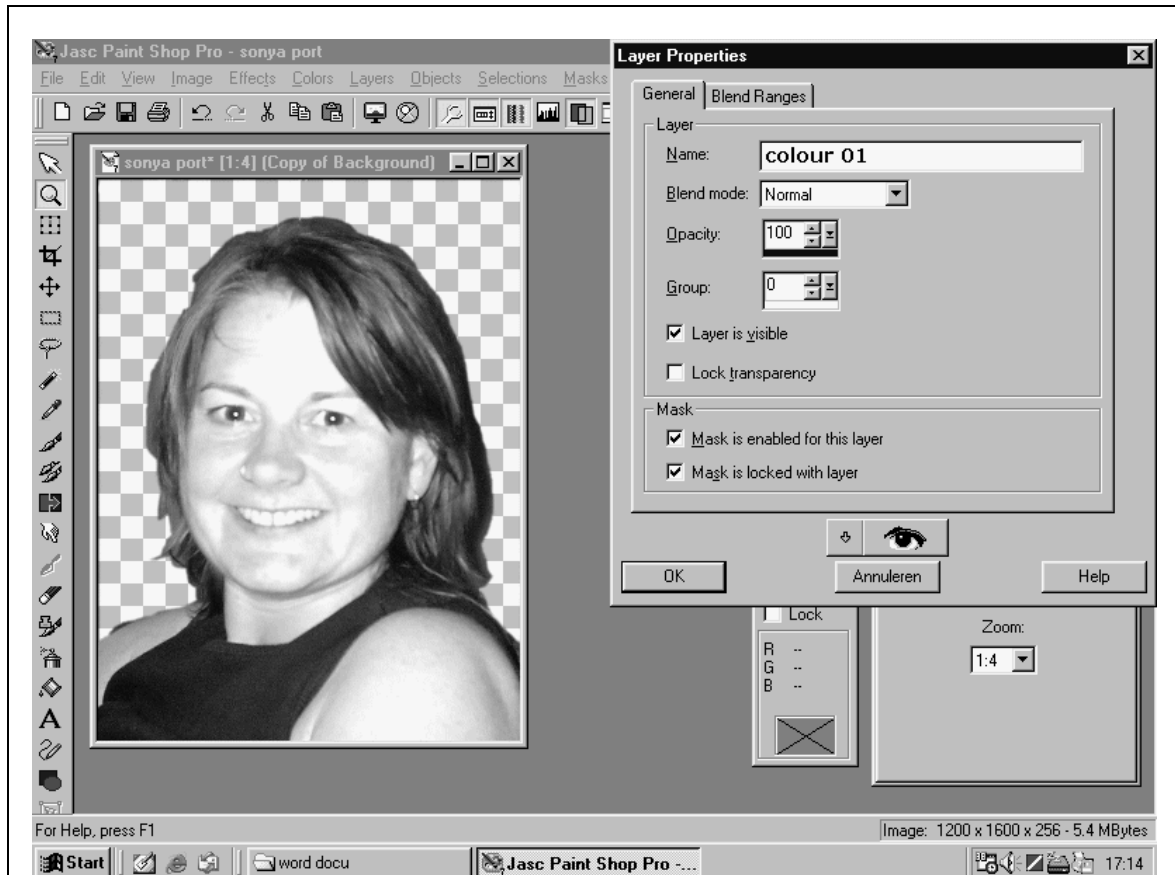 Jasc Paint Shop Pro - sonya port
File Edit View Image Effects Colors Layers Objects Selections Masks
sonya port* [1:4] (Copy of Background)
Layer Properties
General Blend Ranges
Layer
Name: colour 01
Blend mode: Normal
Opacity: 100
Group: 0
Layer is visible
Lock transparency
Mask
Mask is enabled for this layer
Mask is locked with layer
OK Annuleren Help
Lock
R --
G --
B --
Zoom:
1:4
A
For Help, press F1
Image: 1200 x 1600 x 256 - 5.4 MBytes
Start word docu Jasc Paint Shop Pro -... 17:14